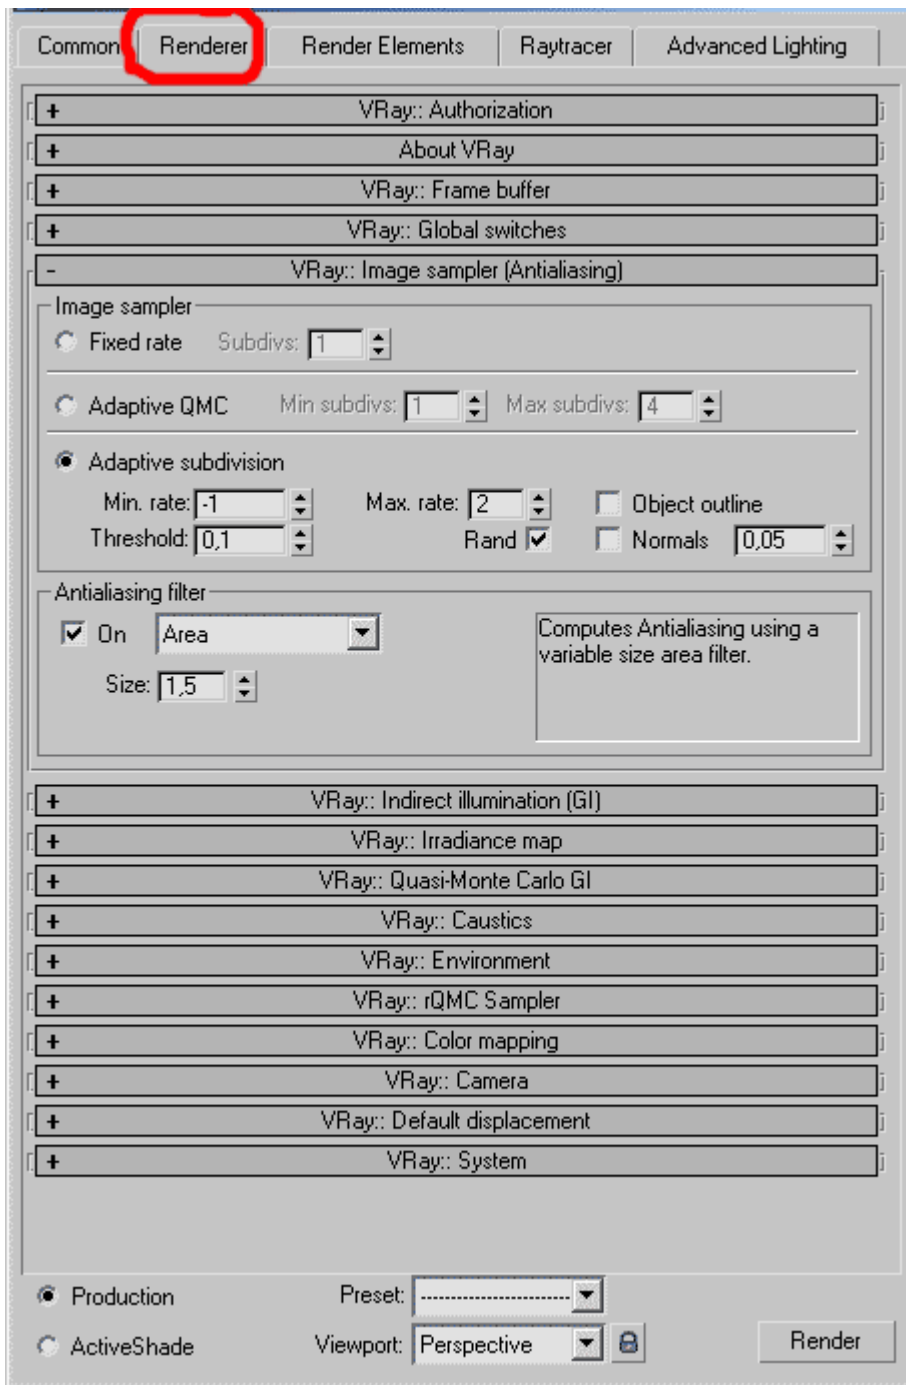 Common Renderer Render Elements Raytracer Advanced Lighting
+ VRay:: Authorization
+ About VRay
+ VRay:: Frame buffer
+ VRay:: Global switches
- VRay:: Image sampler (Antialiasing)
Image sampler
Fixed rate Subdivs: 1
Adaptive QMC Min subdivs: 1 Max subdivs: 4
Adaptive subdivision
Min. rate: -1 Max. rate: 2 Object outline
Threshold: 0,1 Rand Normals 0,05
Antialiasing filter
On Area
Computes Antialiasing using a
variable size area filter.
Size: 1,5
+ VRay:: Indirect illumination (GI)
+ VRay:: Irradiance map
+ VRay:: Quasi-Monte Carlo GI
+ VRay:: Caustics
+ VRay:: Environment
+ VRay:: rQMC Sampler
+ VRay:: Color mapping
+ VRay:: Camera
+ VRay:: Default displacement
+ VRay:: System
Production Preset: -------------------------
ActiveShade Viewport: Perspective Render